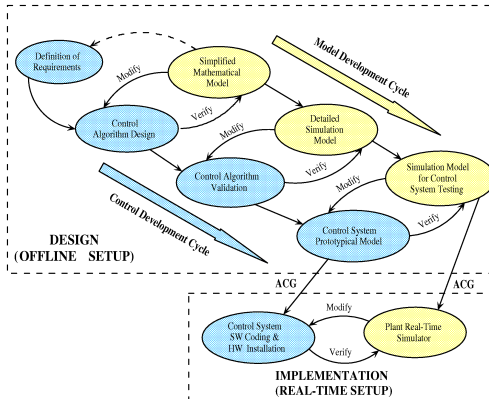 Definition of
Requirements
Simplified
Mathematical
Model
Model Development Cycle
Modify
Verify
Control
Algorithm Design
Detailed
Simulation
Model
Modify
Verify
Control Algorithm
Validation
Simulation Model
for Control
System Testing
Modify
Verify
Control System
Prototypical Model
Control Development Cycle
DESIGN
(OFFLINE SETUP)
ACG
ACG
Control System
SW Coding &
HW Installation
Modify
Verify
Plant Real-Time
Simulator
IMPLEMENTATION
(REAL-TIME SETUP)